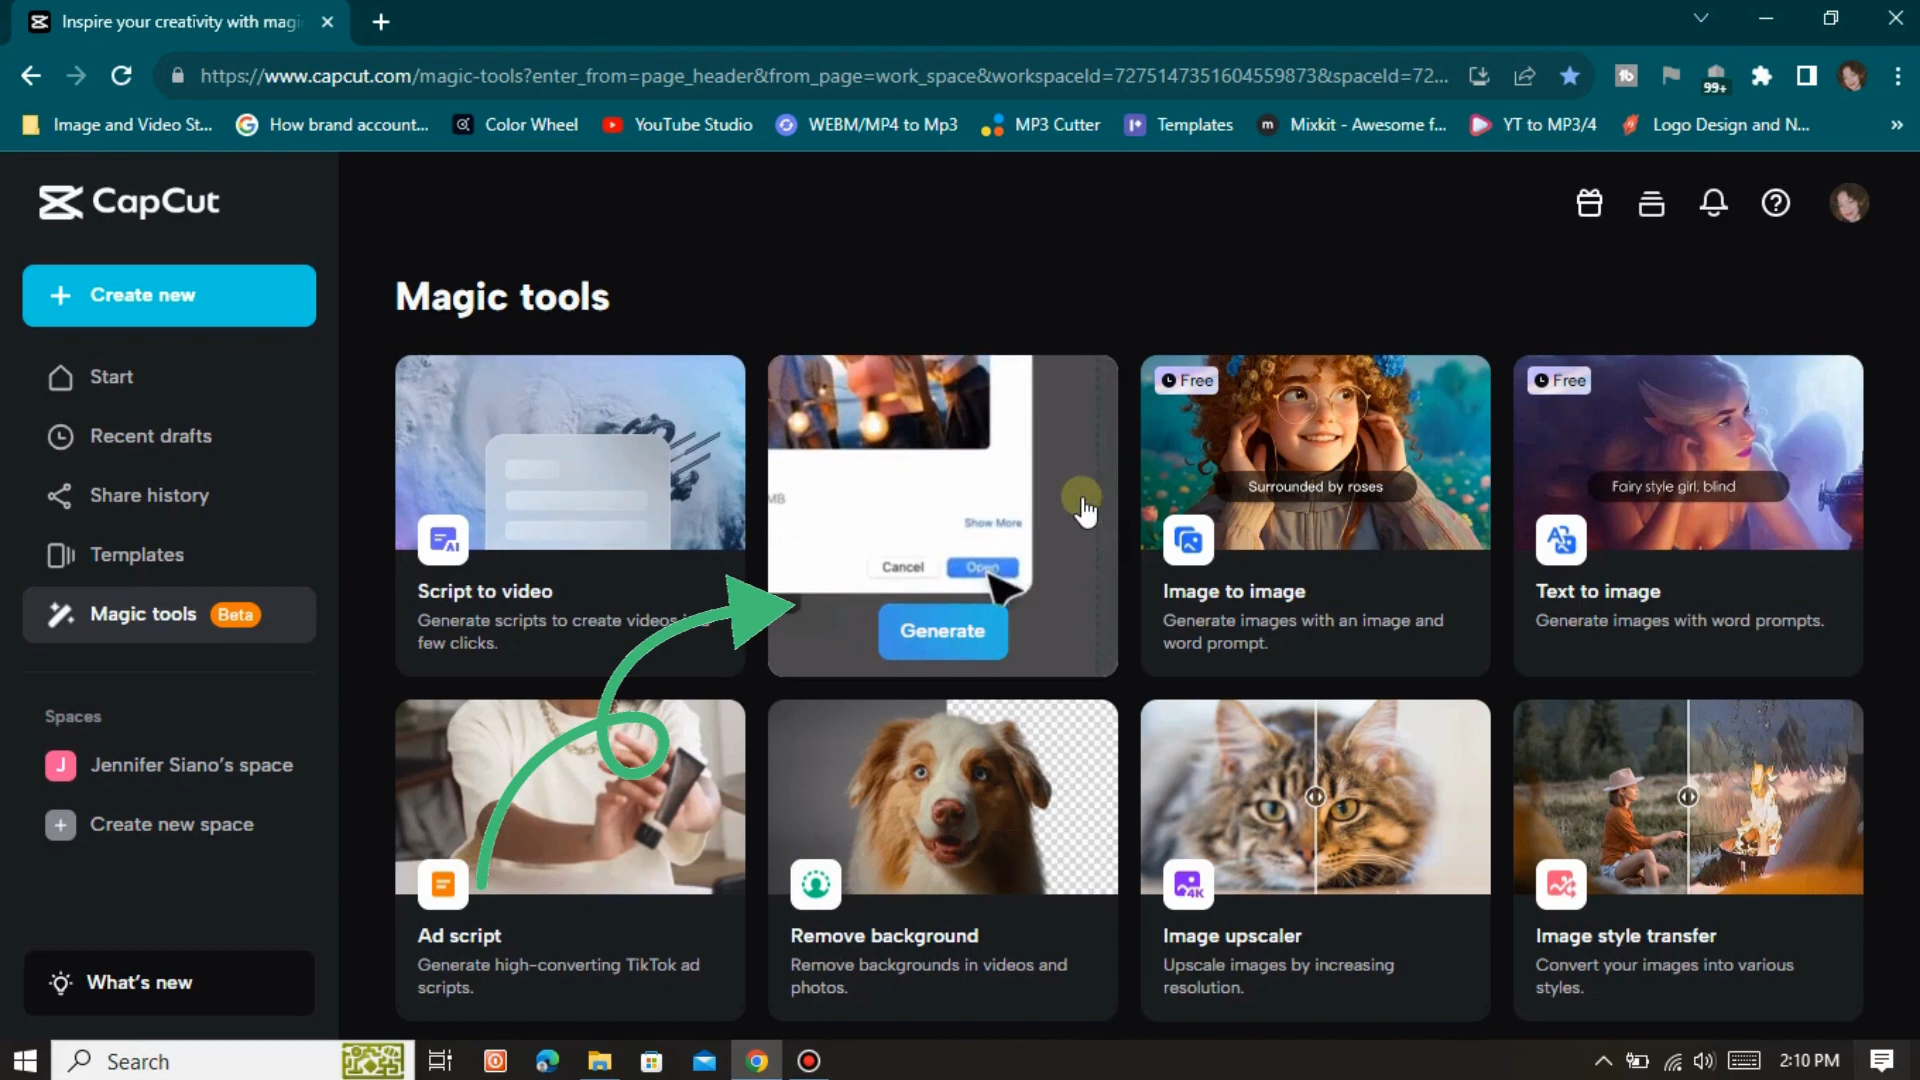 Inspire your creativity with magi
https://www.capcut.com/magic-tools?enter_from=page_header&from_page=work_space&workspaceId=7275147351604559873&spaceId=72...
99+
Image and Video St...
How brand account...
Color Wheel
YouTube Studio
WEBM/MP4 to Mp3
MP3 Cutter
Templates
Mixkit - Awesome f...
YT to MP3/4
Logo Design and N...
CapCut
Create new
Start
Recent drafts
Share history
Templates
Magic tools Beta
Spaces
J Jennifer Siano's space
Create new space
What's new
Magic tools
AI
Script to video
Generate scripts to create videos
few clicks.
MB
Show More
Cancel
Open
Generate
Free
Surrounded by roses
Image to image
Generate images with an image and
word prompt.
Free
Fairy style girl, blind
Text to image
Generate images with word prompts.
Ad script
Generate high-converting TikTok ad
scripts.
Remove background
Remove backgrounds in videos and
photos.
4K
Image upscaler
Upscale images by increasing
resolution.
Image style transfer
Convert your images into various
styles.
Search
2:10 PM